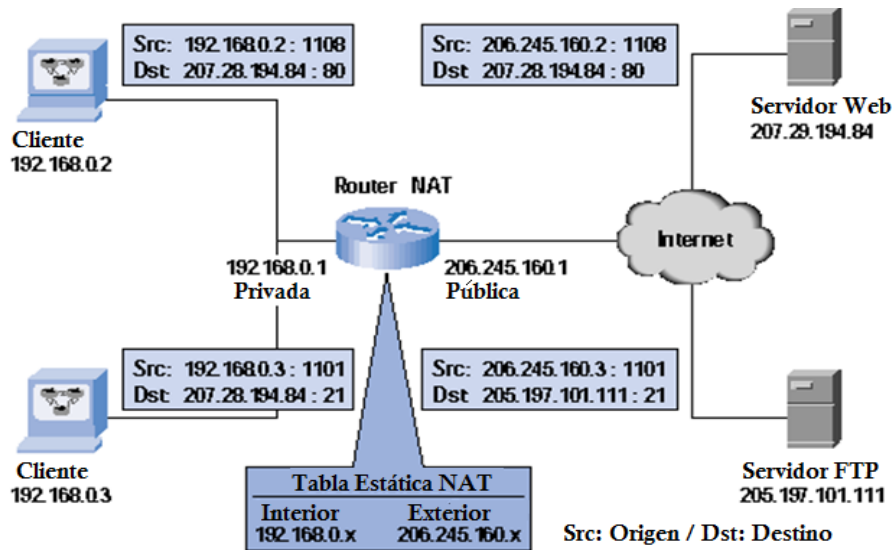 Src: 192.168.0.2 : 1108
Dst: 207.28.194.84 : 80
Src: 206.245.160.2 : 1108
Dst: 207.28.194.84 : 80
Cliente
192.168.0.2
Servidor Web
207.29.194.84
Router NAT
Internet
192.168.0.1
Privada
206.245.160.1
Pública
Src: 192.168.0.3 : 1101
Dst: 207.28.194.84 : 21
Src: 206.245.160.3 : 1101
Dst: 205.197.101.111 : 21
Cliente
192.168.0.3
Servidor FTP
205.197.101.111
Tabla Estática NAT
Interior Exterior
192.168.0.x 206.245.160.x
Src: Origen / Dst: Destino